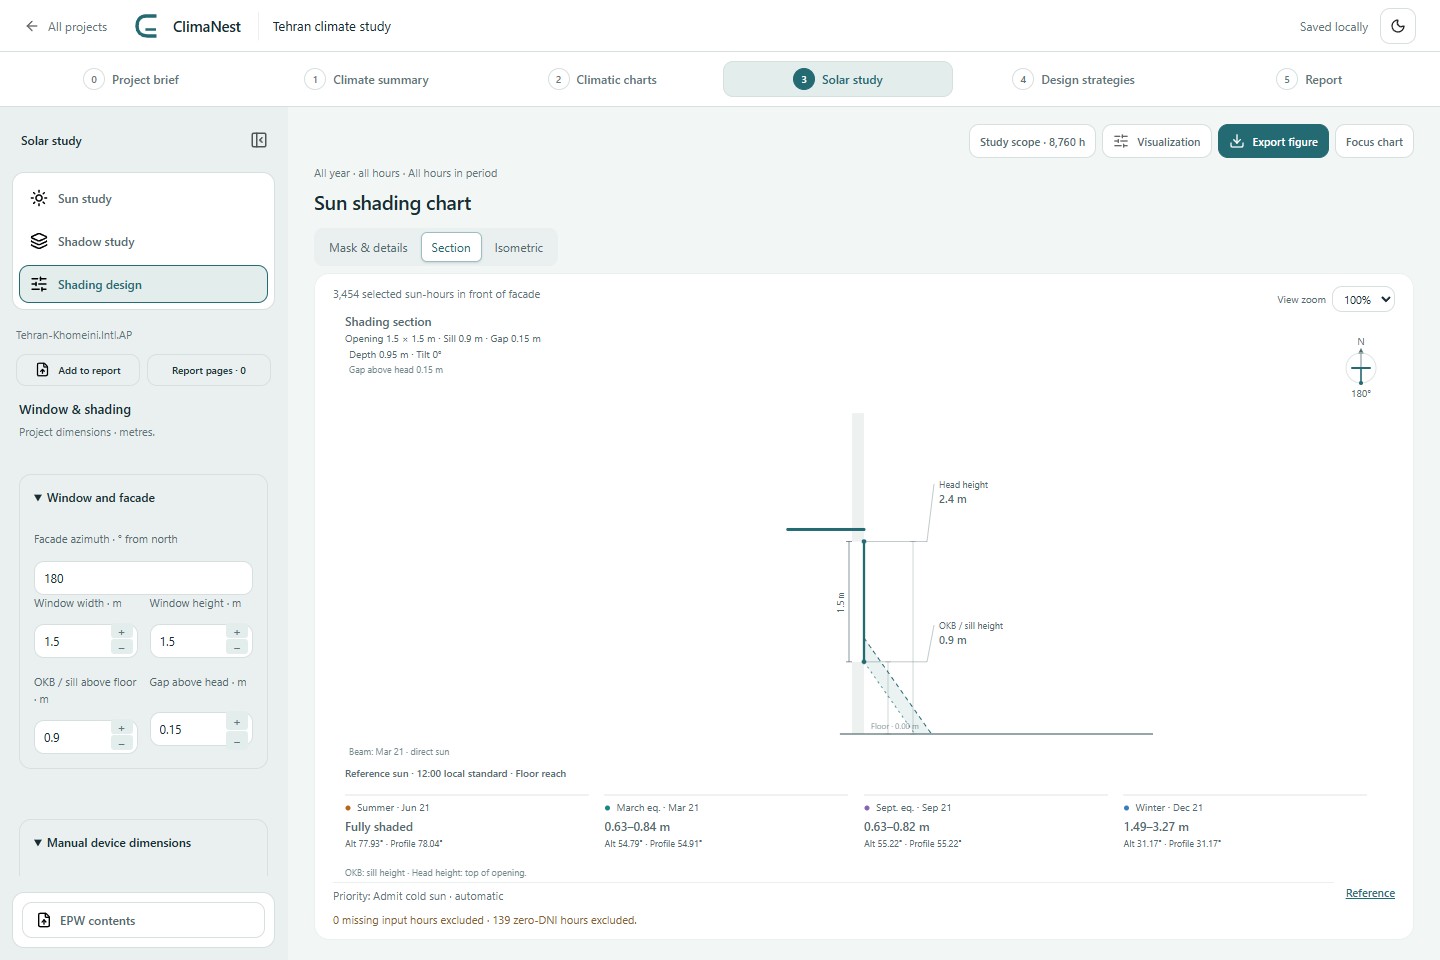 All projects
ClimaNest
Tehran climate study
Saved locally
0 Project brief
1 Climate summary
2 Climatic charts
3 Solar study
4 Design strategies
5 Report
Solar study
Sun study
Shadow study
Shading design
Tehran-Khomeini.Intl.AP
Add to report
Report pages · 0
Window & shading
Project dimensions · metres.
▼ Window and facade
Facade azimuth · ° from north
180
Window width · m
Window height · m
1.5 + −
1.5 + −
OKB / sill above floor · m
Gap above head · m
0.9 + −
0.15 + −
▼ Manual device dimensions
EPW contents
Study scope · 8,760 h
Visualization
Export figure
Focus chart
All year · all hours · All hours in period
Sun shading chart
Mask & details
Section
Isometric
3,454 selected sun-hours in front of facade
View zoom 100%
Shading section
Opening 1.5 × 1.5 m · Sill 0.9 m · Gap 0.15 m
Depth 0.95 m · Tilt 0°
Gap above head 0.15 m
N
180°
Head height
2.4 m
1.5 m
OKB / sill height
0.9 m
Floor · 0.00 m
Beam: Mar 21 · direct sun
Reference sun · 12:00 local standard · Floor reach
Summer · Jun 21
Fully shaded
Alt 77.93° · Profile 78.04°
March eq. · Mar 21
0.63–0.84 m
Alt 54.79° · Profile 54.91°
Sept. eq. · Sep 21
0.63–0.82 m
Alt 55.22° · Profile 55.22°
Winter · Dec 21
1.49–3.27 m
Alt 31.17° · Profile 31.17°
OKB: sill height · Head height: top of opening.
Priority: Admit cold sun · automatic
Reference
0 missing input hours excluded · 139 zero-DNI hours excluded.